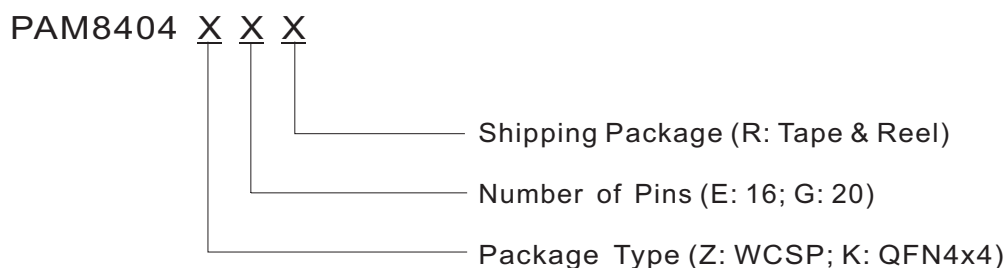 PAM8404 X X X
Shipping Package (R: Tape & Reel)
Number of Pins (E: 16; G: 20)
Package Type (Z: WCSP; K: QFN4x4)